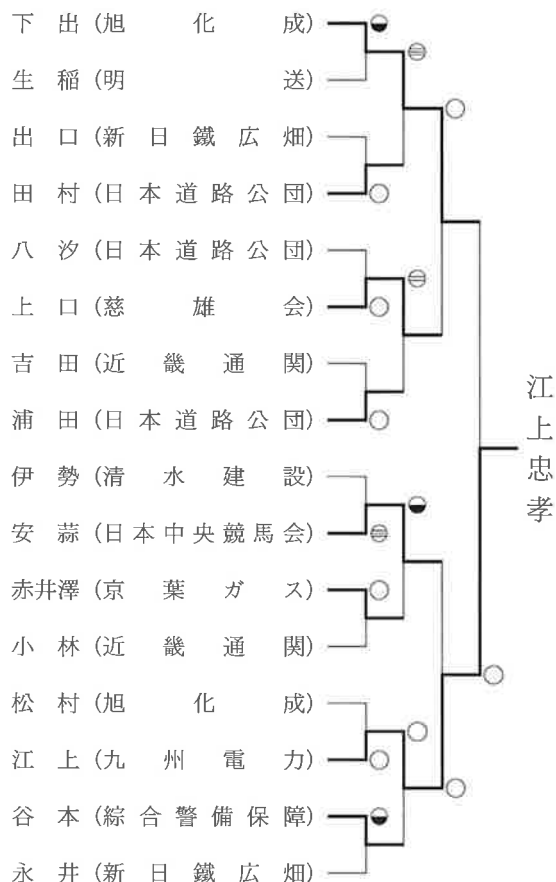 下出(旭化成)
生稲(明送)
出口(新日鐵広畑)
田村(日本道路公団)
八汐(日本道路公団)
上口(慈雄会)
吉田(近畿通関)
浦田(日本道路公団)
伊勢(清水建設)
安蒜(日本中央競馬会)
赤井澤(京葉ガス)
小林(近畿通関)
松村(旭化成)
江上(九州電力)
谷本(綜合警備保障)
永井(新日鐵広畑)
江上忠孝